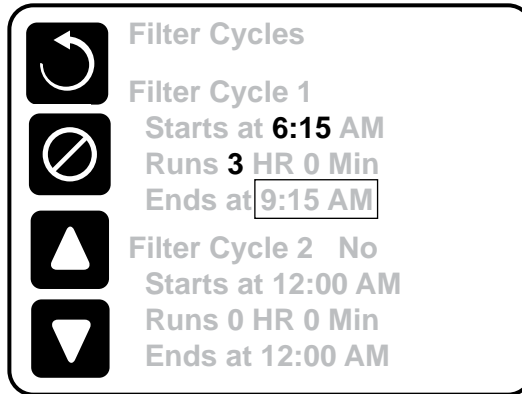 Filter Cycles
Filter Cycle 1
Starts at 6:15 AM
Runs 3 HR 0 Min
Ends at 9:15 AM
Filter Cycle 2 No
Starts at 12:00 AM
Runs 0 HR 0 Min
Ends at 12:00 AM